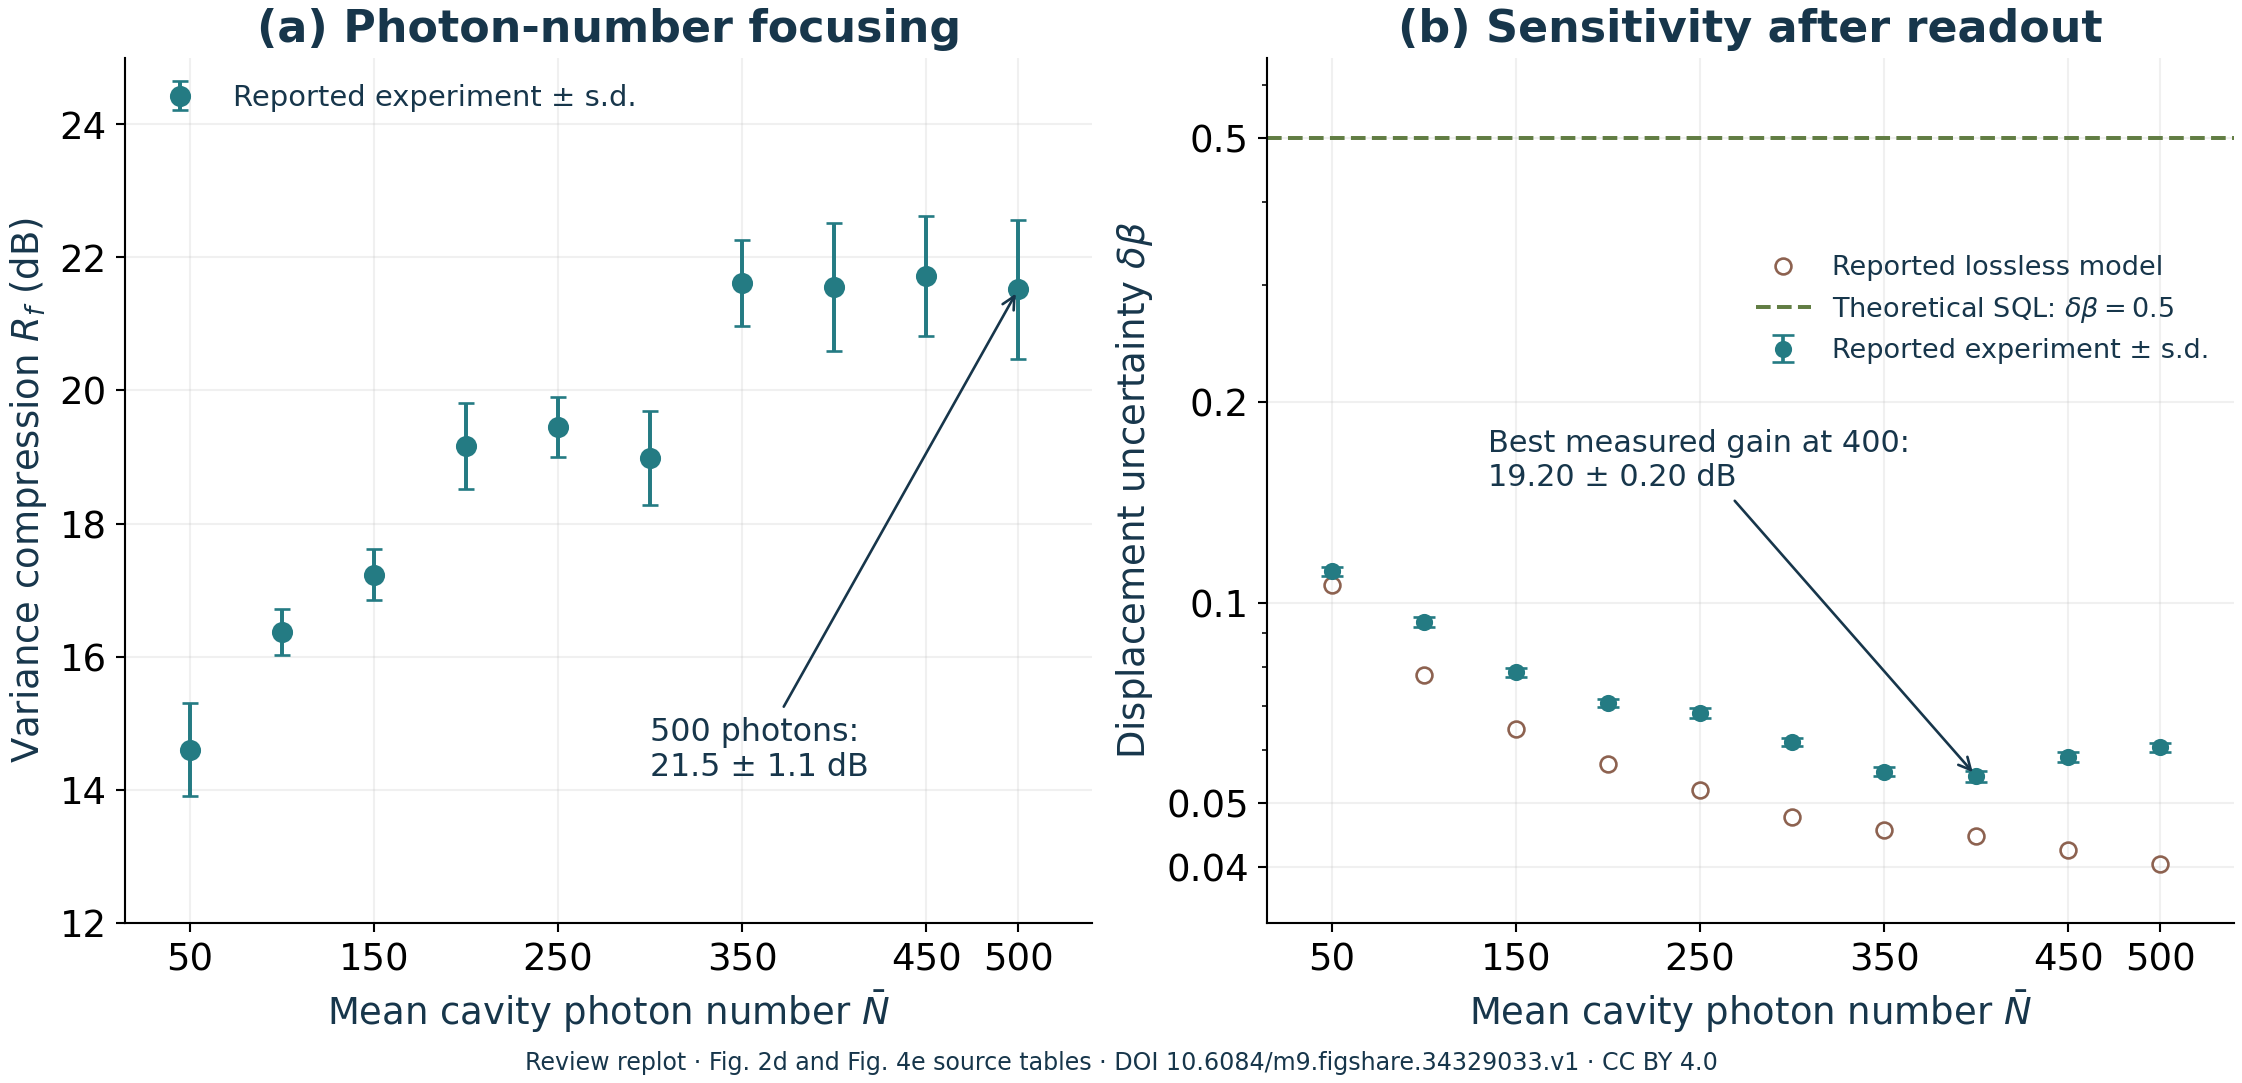 (a) Photon-number focusing
Reported experiment ± s.d.
Variance compression R_f (dB)
24
22
20
18
16
14
12
500 photons:
21.5 ± 1.1 dB
50 150 250 350 450 500
Mean cavity photon number N̄
(b) Sensitivity after readout
Displacement uncertainty δβ
0.5
0.2
0.1
0.05
0.04
Reported lossless model
Theoretical SQL: δβ = 0.5
Reported experiment ± s.d.
Best measured gain at 400:
19.20 ± 0.20 dB
50 150 250 350 450 500
Mean cavity photon number N̄
Review replot · Fig. 2d and Fig. 4e source tables · DOI 10.6084/m9.figshare.34329033.v1 · CC BY 4.0